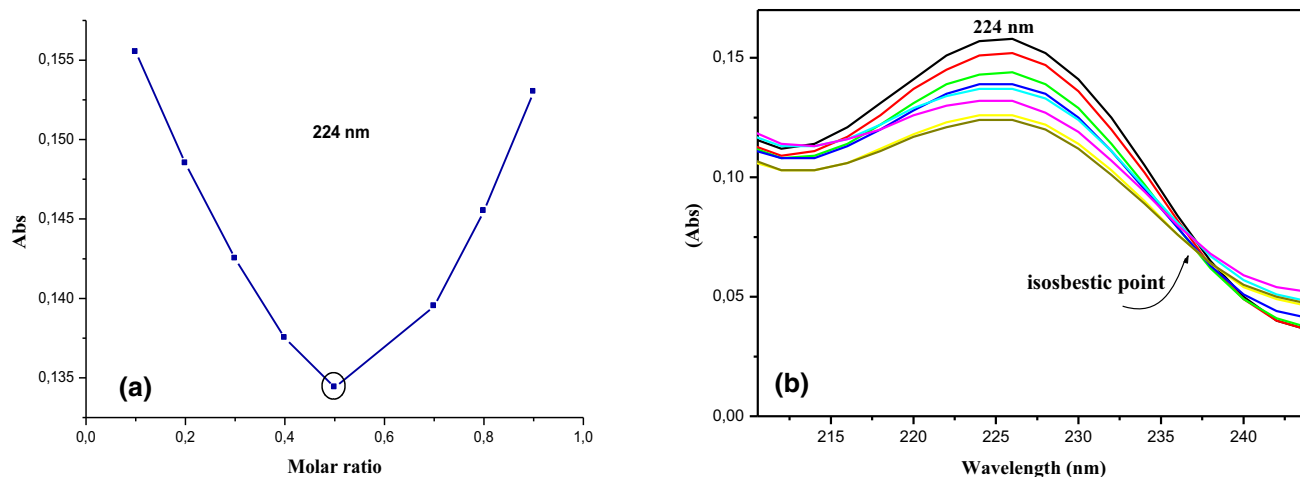 0,155
0,150
0,145
0,140
0,135
Abs
224 nm
(a)
0,0 0,2 0,4 0,6 0,8 1,0
Molar ratio
224 nm
0,15
0,10
0,05
0,00
(Abs)
isosbestic point
(b)
215 220 225 230 235 240
Wavelength (nm)